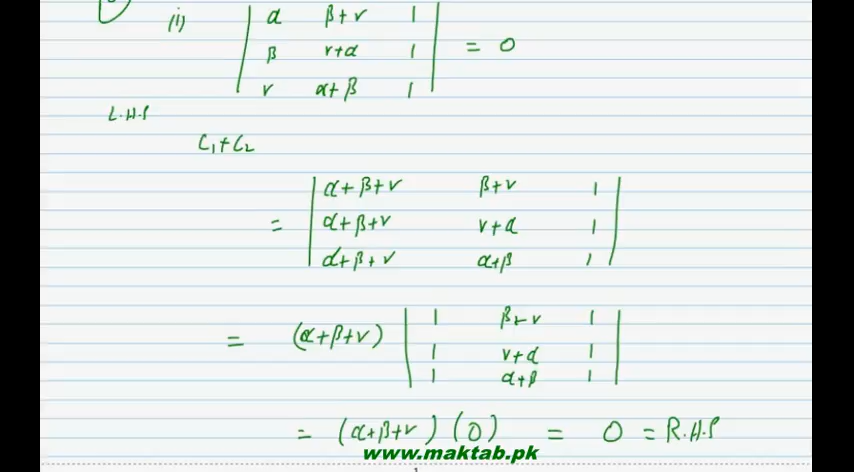 (i) | α β+γ 1 |
| β γ+α 1 | = 0
| γ α+β 1 |
L.H.S
C₁+C₂
| α+β+γ β+γ 1 |
= | α+β+γ γ+α 1 |
| α+β+γ α+β 1 |
| 1 β+γ 1 |
= (α+β+γ) | 1 γ+α 1 |
| 1 α+β 1 |
= (α+β+γ) (0) = 0 = R.H.S
www.maktab.pk